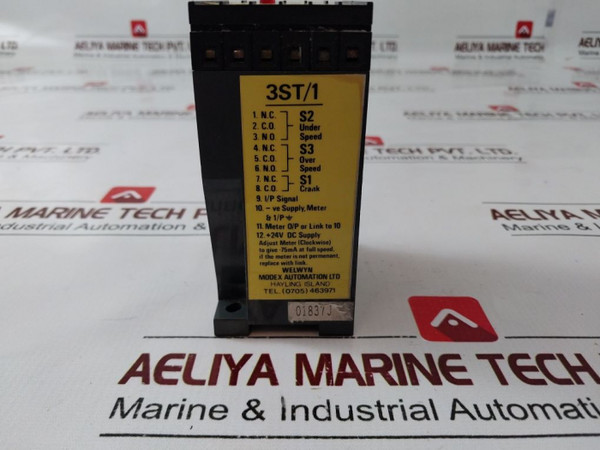 3ST/1
1. N.C.
2. C.O.
3. N.O.
S2
Under
Speed
4. N.C.
5. C.O.
6. N.O.
S3
Over
Speed
7. N.C.
8. C.O.
S1
Crank
9. I/P Signal
10. - ve Supply, Meter
& I/P
11. Meter O/P or Link to 10
12. +24V DC Supply
Adjust Meter (Clockwise)
to give ·75mA at full speed.
if the meter is not permanent,
replace with link.
WELWYN
MODEX AUTOMATION LTD
HAYLING ISLAND
TEL. (0705) 463971
01837J
AELIYA MARINE TECH
Marine & Industrial Automation